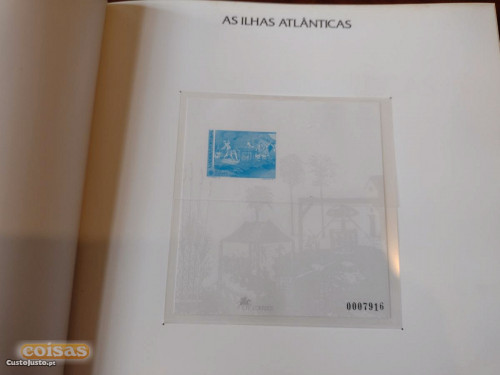 AS ILHAS ATLÂNTICAS
0007916
coisas
CustoJusto.pt